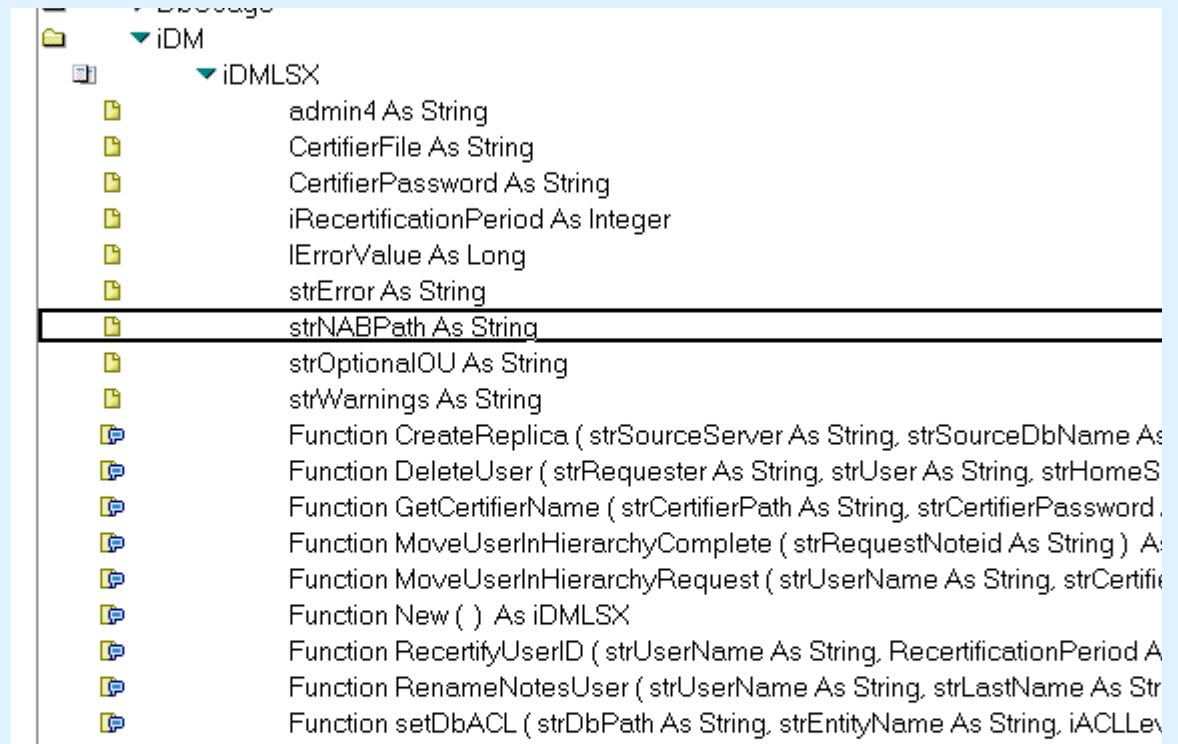 iDM
iDMLSX
admin4 As String
CertifierFile As String
CertifierPassword As String
iRecertificationPeriod As Integer
lErrorValue As Long
strError As String
strNABPath As String
strOptionalOU As String
strWarnings As String
Function CreateReplica ( strSourceServer As String, strSourceDbName As
Function DeleteUser ( strRequester As String, strUser As String, strHomeS
Function GetCertifierName ( strCertifierPath As String, strCertifierPassword
Function MoveUserInHierarchyComplete ( strRequestNoteid As String ) As
Function MoveUserInHierarchyRequest ( strUserName As String, strCertifie
Function New ( ) As iDMLSX
Function RecertifyUserID ( strUserName As String, RecertificationPeriod A
Function RenameNotesUser ( strUserName As String, strLastName As Str
Function setDbACL ( strDbPath As String, strEntityName As String, iACLLev